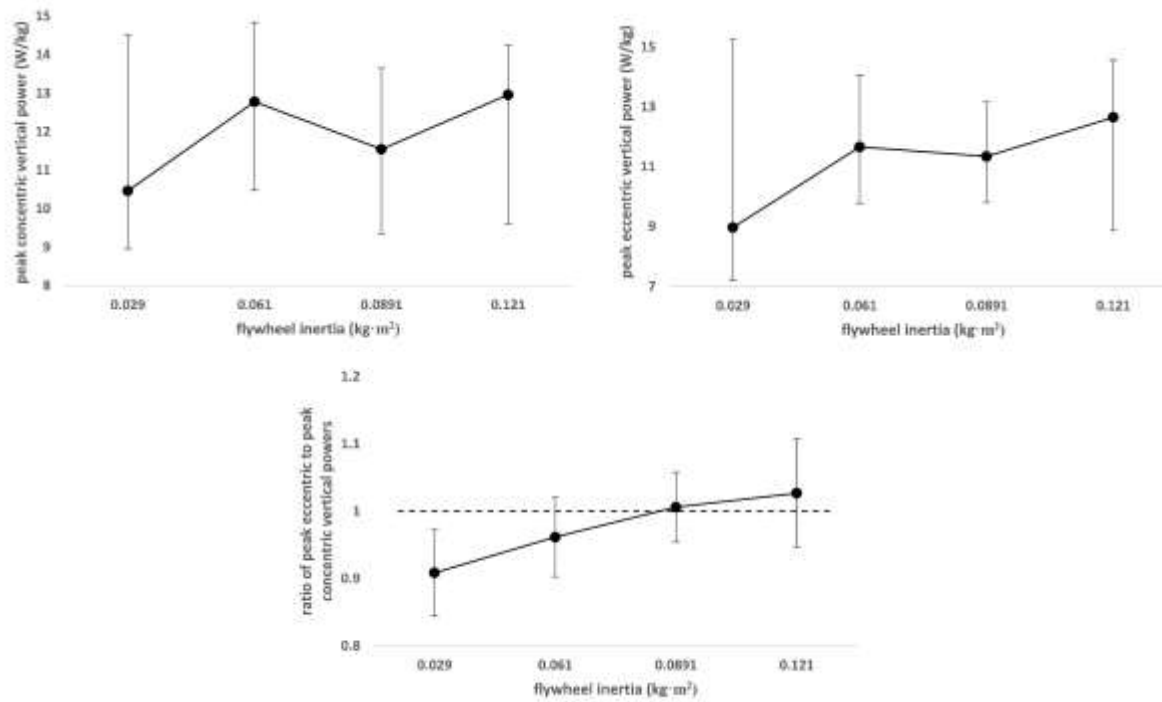 peak concentric vertical power (W/kg)
15
14
13
12
11
10
9
8
0.029 0.061 0.0891 0.121
flywheel inertia (kg·m²)
peak eccentric vertical power (W/kg)
15
13
11
9
7
0.029 0.061 0.0891 0.121
flywheel inertia (kg·m²)
ratio of peak eccentric to peak
concentric vertical powers
1.2
1.1
1
0.9
0.8
0.029 0.061 0.0891 0.121
flywheel inertia (kg·m²)